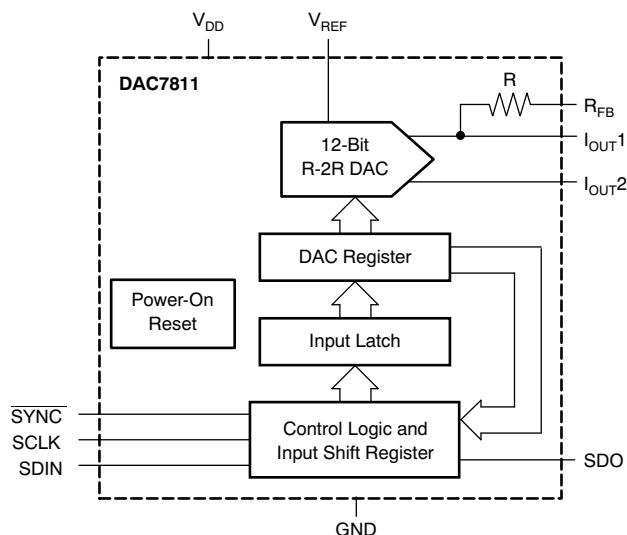 V_DD
V_REF
DAC7811
R
R_FB
12-Bit
R-2R DAC
I_OUT1
I_OUT2
DAC Register
Power-On
Reset
Input Latch
S̅Y̅N̅C̅
SCLK
SDIN
Control Logic and
Input Shift Register
SDO
GND